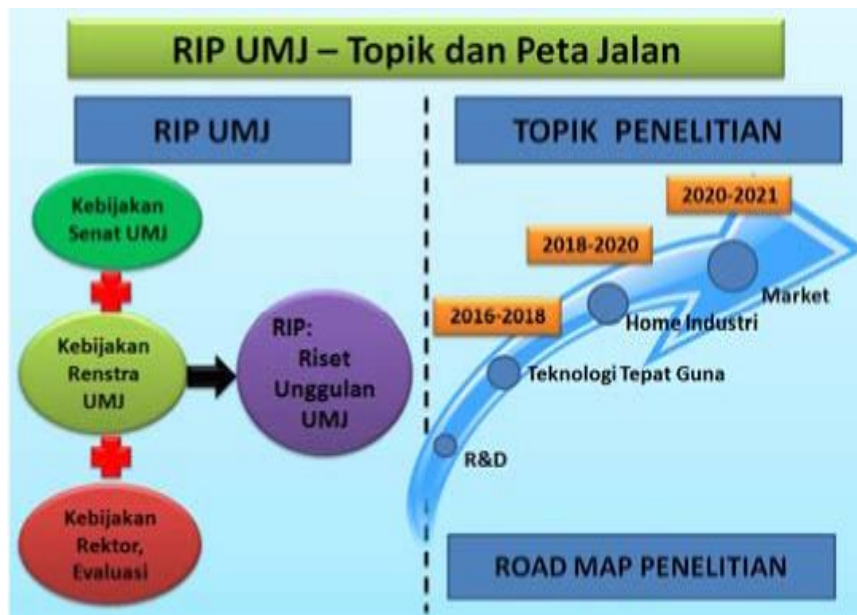 RIP UMJ – Topik dan Peta Jalan
RIP UMJ
Kebijakan
Senat UMJ
Kebijakan
Renstra
UMJ
Kebijakan
Rektor,
Evaluasi
RIP:
Riset
Unggulan
UMJ
TOPIK PENELITIAN
2020-2021
2018-2020
2016-2018
Market
Home Industri
Teknologi Tepat Guna
R&D
ROAD MAP PENELITIAN